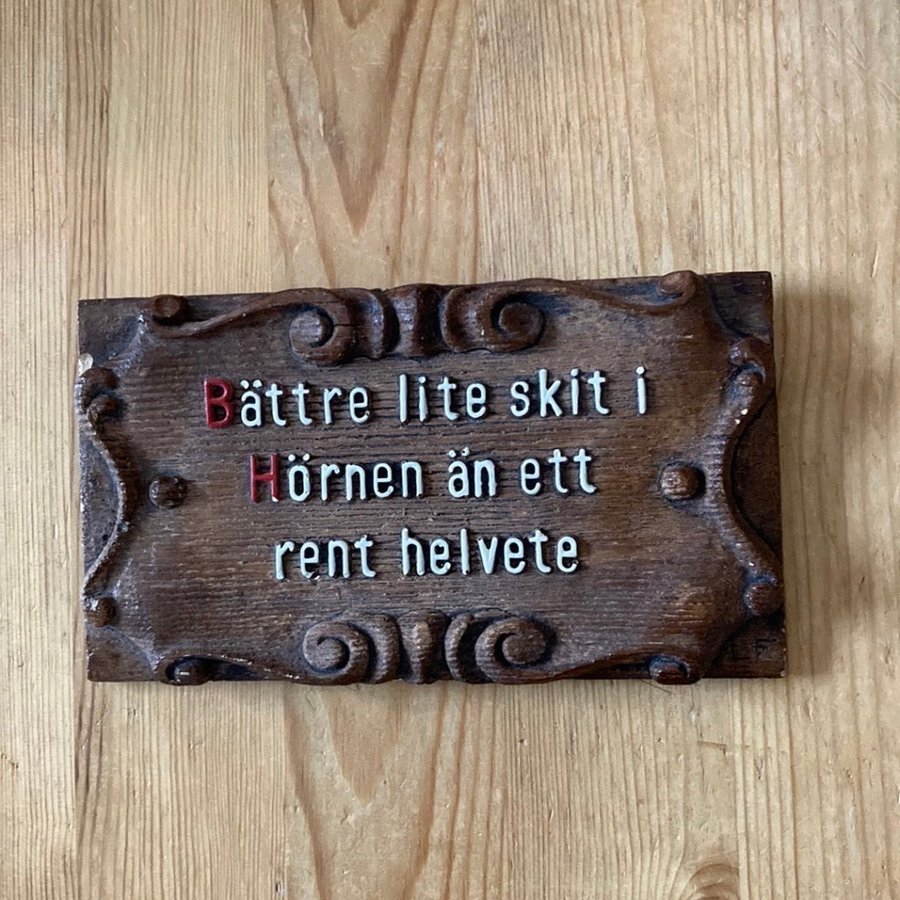 Bättre lite skit i
Hörnen än ett
rent helvete